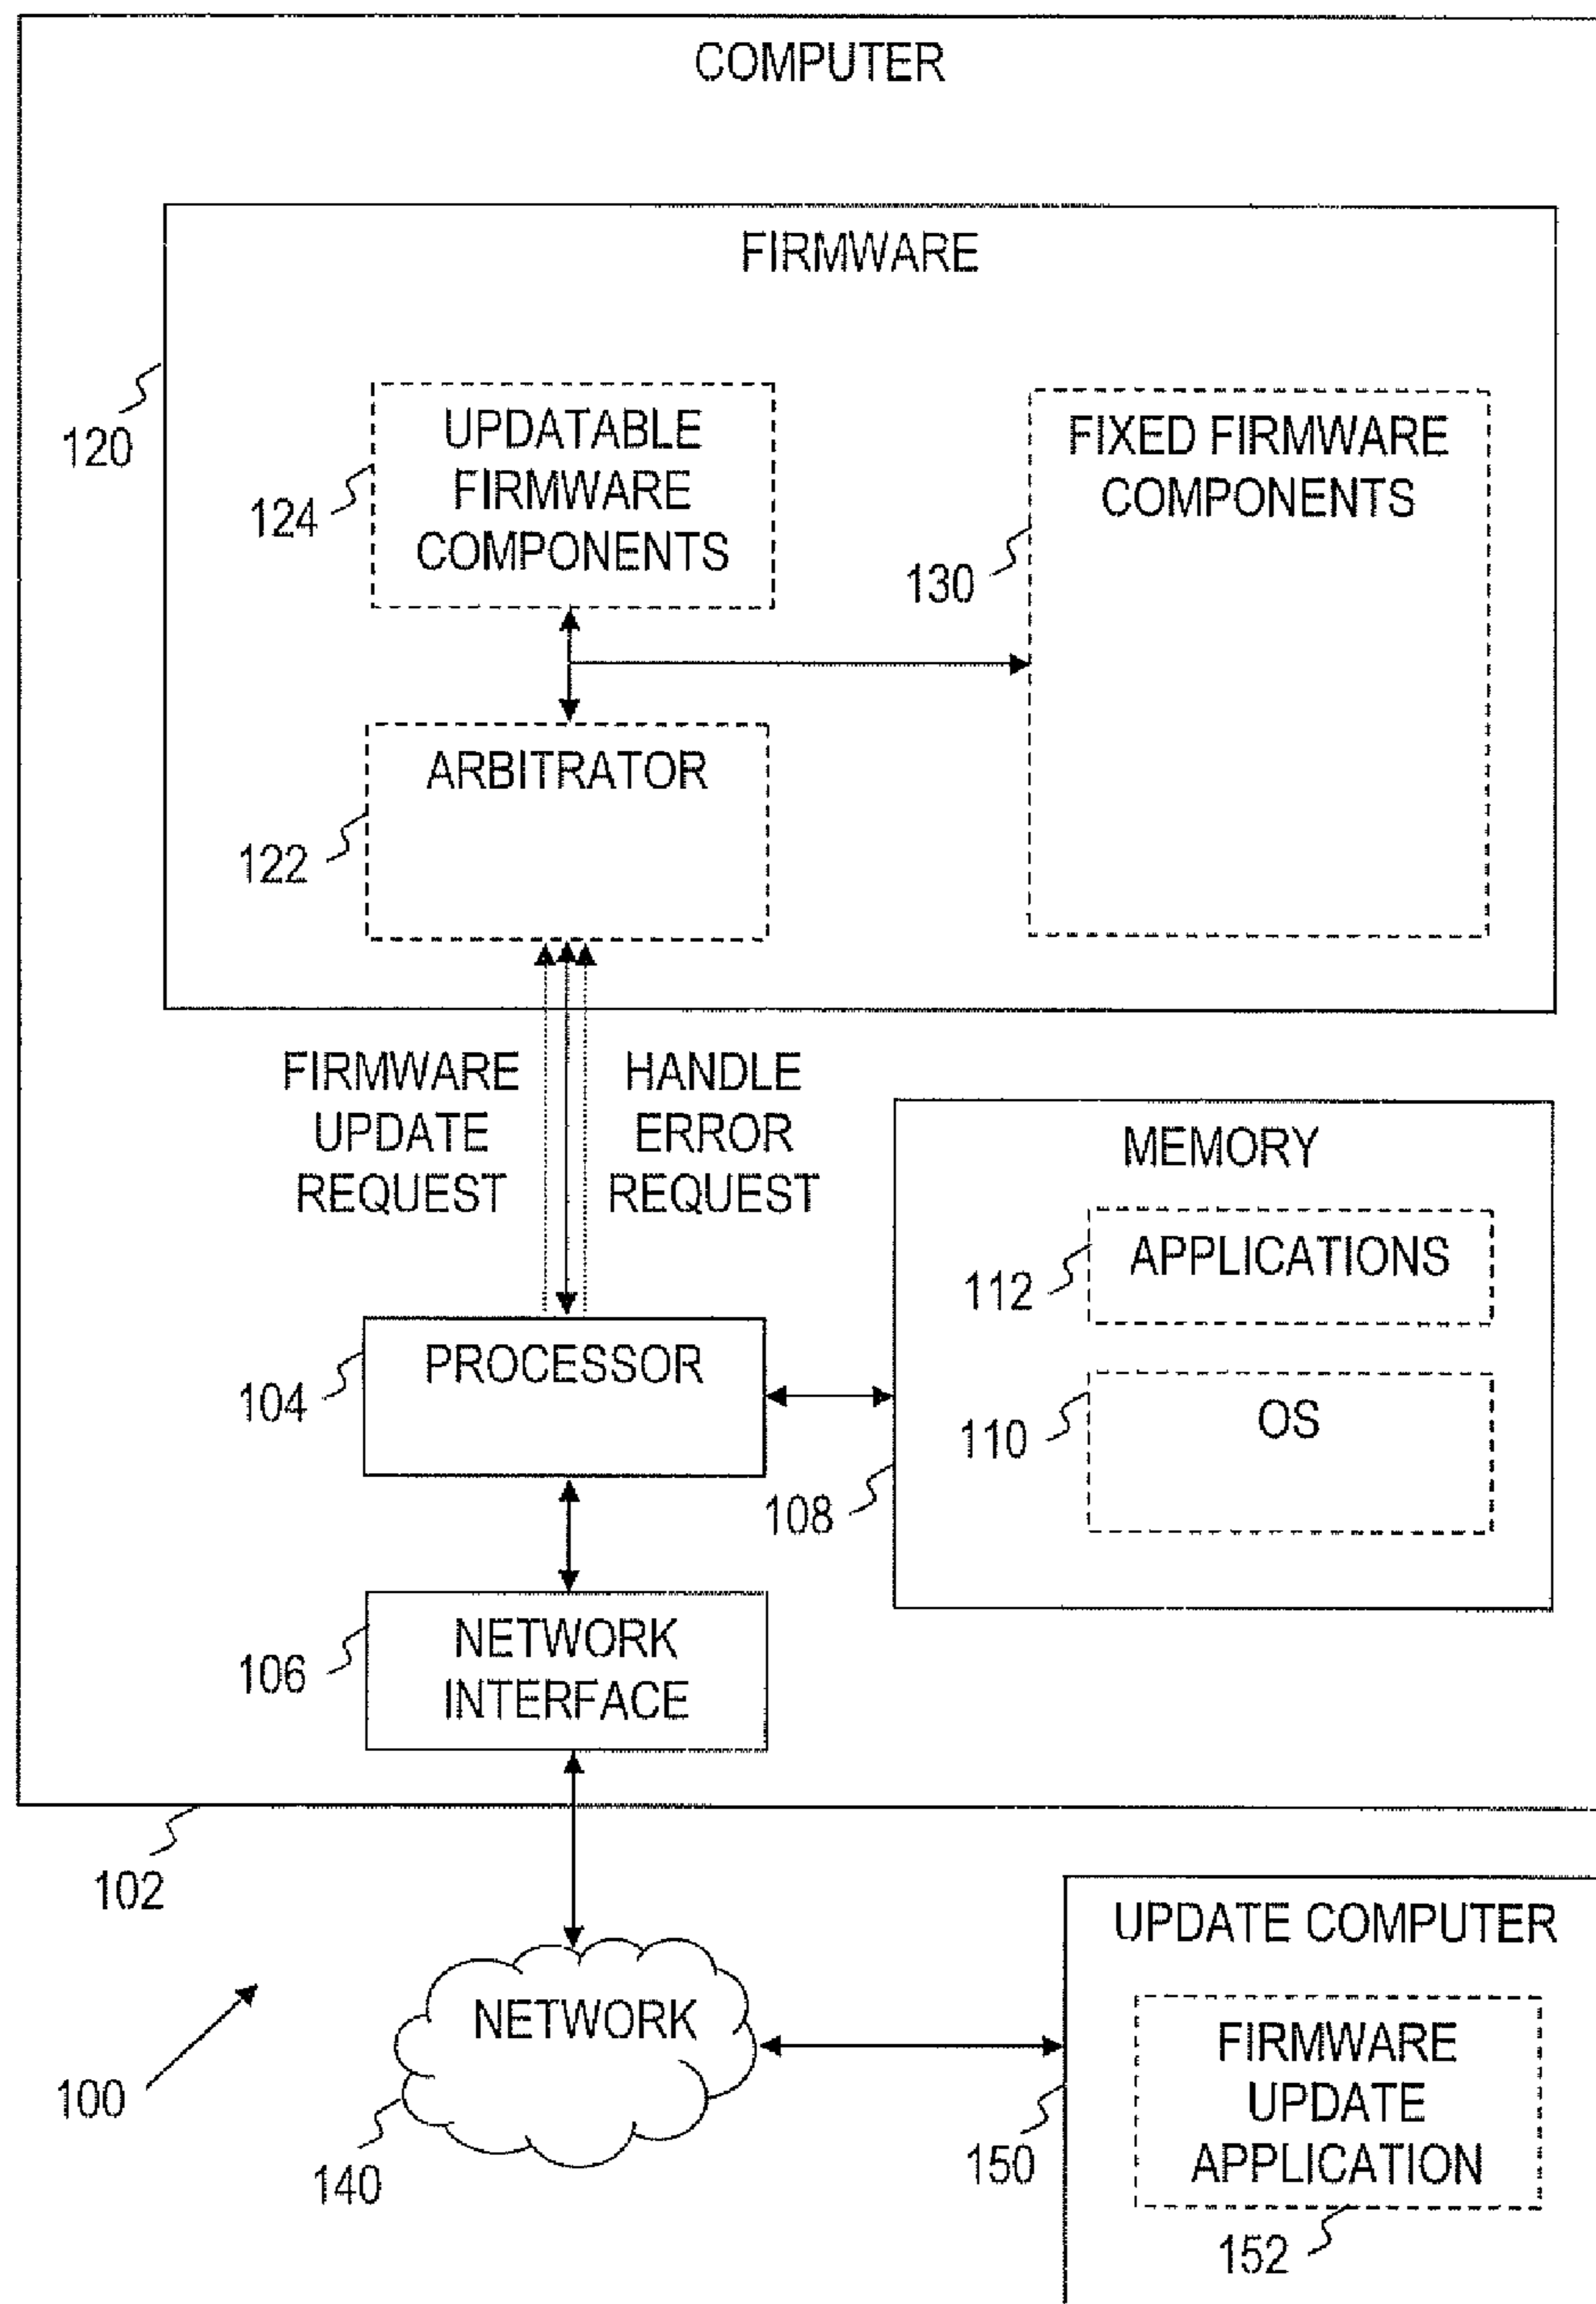 COMPUTER
FIRMWARE
120
UPDATABLE
FIRMWARE
COMPONENTS
124
FIXED FIRMWARE
COMPONENTS
130
ARBITRATOR
122
FIRMWARE
UPDATE
REQUEST
HANDLE
ERROR
REQUEST
MEMORY
APPLICATIONS
112
OS
110
108
PROCESSOR
104
NETWORK
INTERFACE
106
102
UPDATE COMPUTER
FIRMWARE
UPDATE
APPLICATION
152
150
NETWORK
140
100